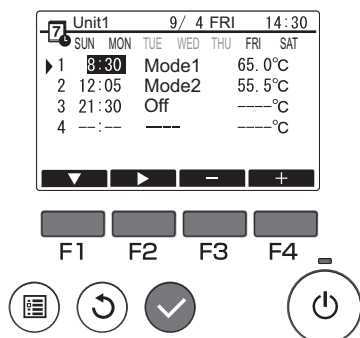 7 Unit1 9/ 4 FRI 14:30
SUN MON TUE WED THU FRI SAT
1 8:30 Mode1 65.0°C
2 12:05 Mode2 55.5°C
3 21:30 Off ----°C
4 --:-- ---- ----°C
▼ ▶ − +
F1 F2 F3 F4